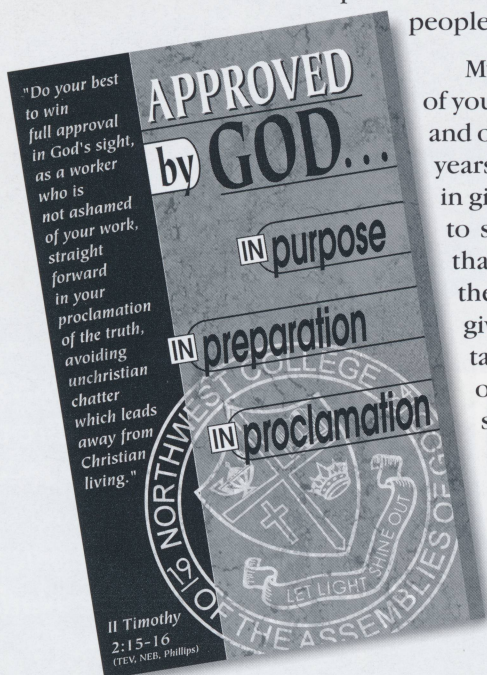 people
of you
and o
years
in gi
to s
tha
the
giv
ta
o
s
"Do your best
to win
full approval
in God's sight,
as a worker
who is
not ashamed
of your work,
straight
forward
in your
proclamation
of the truth,
avoiding
unchristian
chatter
which leads
away from
Christian
living."
II Timothy
2:15-16
(TEV, NEB, Phillips)
APPROVED
by GOD...
IN purpose
IN preparation
IN proclamation
NORTHWEST COLLEGE
OF THE ASSEMBLIES OF GO
LET LIGHT SHINE OUT